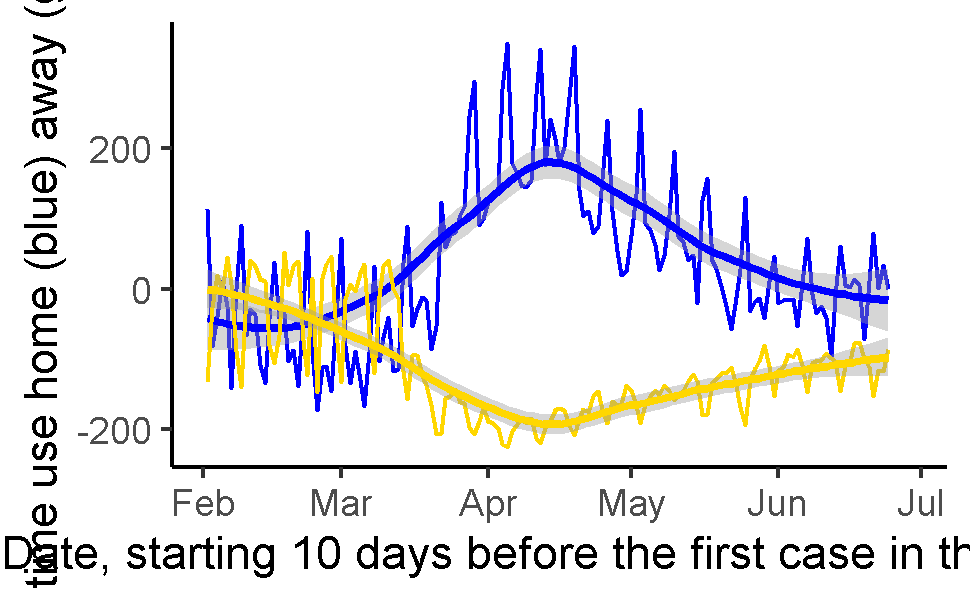 time use home (blue) away (
200
0
-200
Feb Mar Apr May Jun Jul
Date, starting 10 days before the first case in th